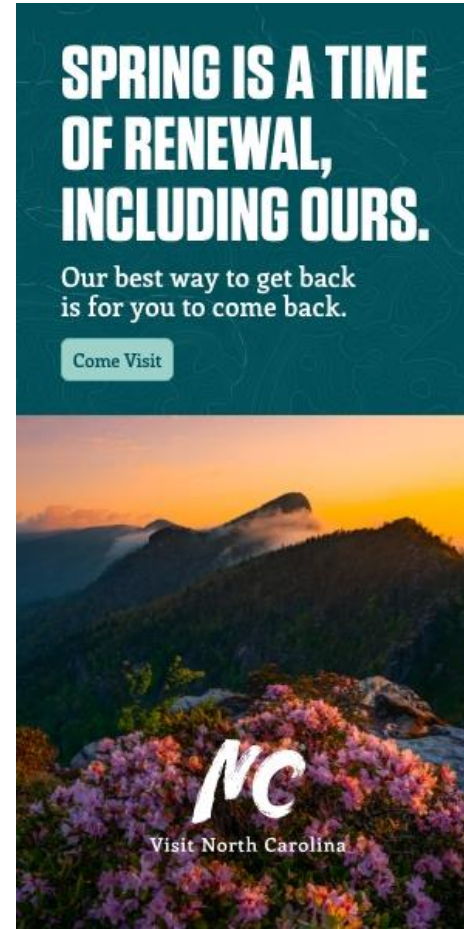 SPRING IS A TIME
OF RENEWAL,
INCLUDING OURS.
Our best way to get back
is for you to come back.
Come Visit
NC
Visit North Carolina